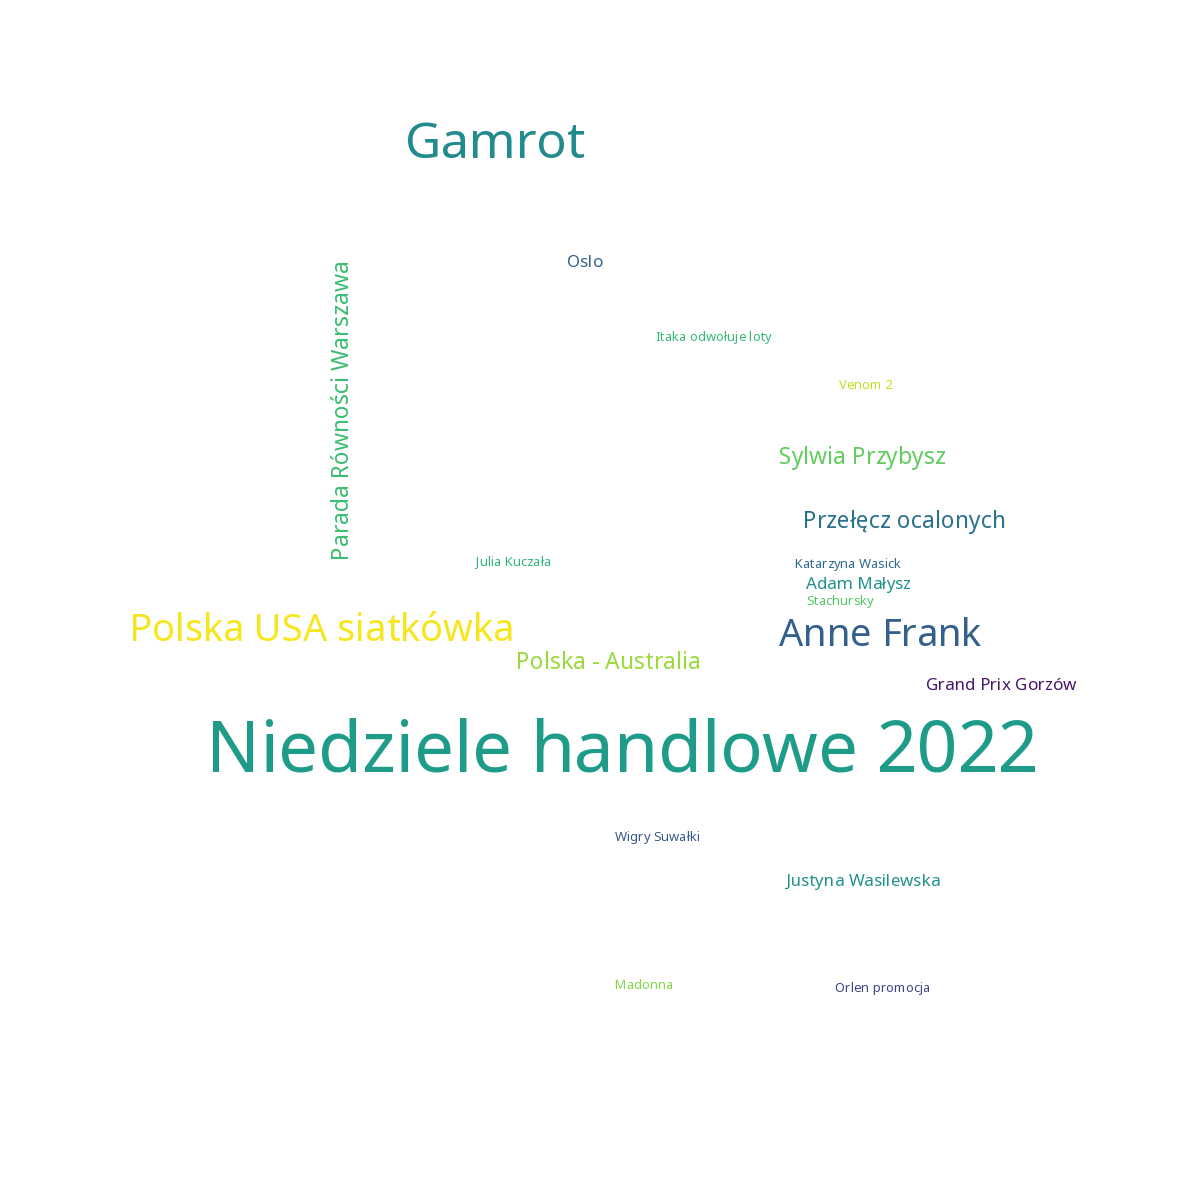 Gamrot
Oslo
Parada Równości Warszawa
Itaka odwołuje loty
Venom 2
Sylwia Przybysz
Przełęcz ocalonych
Julia Kuczała
Katarzyna Wasick
Adam Małysz
Stachursky
Polska USA siatkówka
Anne Frank
Polska - Australia
Grand Prix Gorzów
Niedziele handlowe 2022
Wigry Suwałki
Justyna Wasilewska
Madonna
Orlen promocja